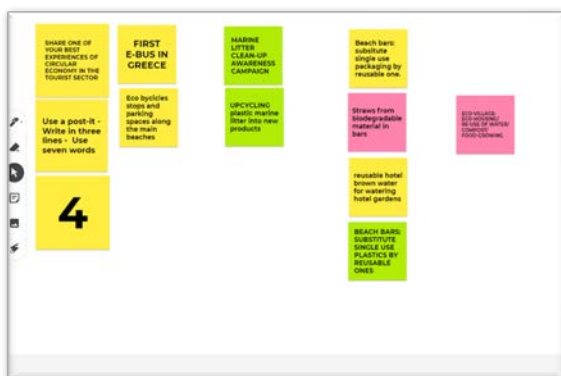 SHARE ONE OF
YOUR BEST
EXPERIENCES OF
CIRCULAR
ECONOMY IN THE
TOURIST SECTOR
Use a post-it -
Write in three
lines - Use
seven words
4
FIRST
E-BUS IN
GREECE
Eco bycicles
stops and
parking
spaces along
the main
beaches
MARINE
LITTER
CLEAN-UP
AWARENESS
CAMPAIGN
UPCYCLING
plastic marine
litter into new
products
Beach bars:
subsitute
single use
packaging by
reusable one.
Straws from
biodegradable
material in
bars
reusable hotel
brown water
for watering
hotel gardens
BEACH BARS:
SUBSTITUTE
SINGLE USE
PLASTICS BY
REUSABLE
ONES
ECO-VILLAGE:
ECO-HOUSING/
RE-USE OF WATER/
COMPOST/
FOOD-GROWING